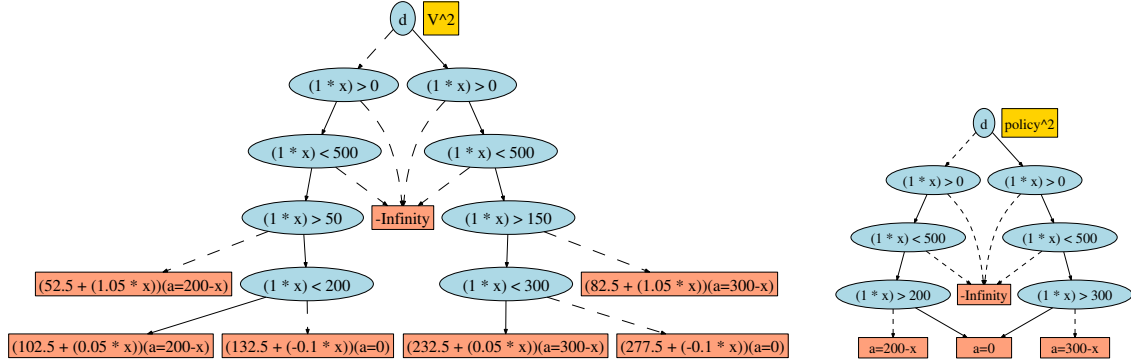 d
V^2
(1 * x) > 0
(1 * x) > 0
(1 * x) < 500
(1 * x) < 500
(1 * x) > 50
-Infinity
(1 * x) > 150
(52.5 + (1.05 * x))(a=200-x)
(1 * x) < 200
(1 * x) < 300
(82.5 + (1.05 * x))(a=300-x)
(102.5 + (0.05 * x))(a=200-x)
(132.5 + (-0.1 * x))(a=0)
(232.5 + (0.05 * x))(a=300-x)
(277.5 + (-0.1 * x))(a=0)
d
policy^2
(1 * x) > 0
(1 * x) > 0
(1 * x) < 500
(1 * x) < 500
(1 * x) > 200
-Infinity
(1 * x) > 300
a=200-x
a=0
a=300-x